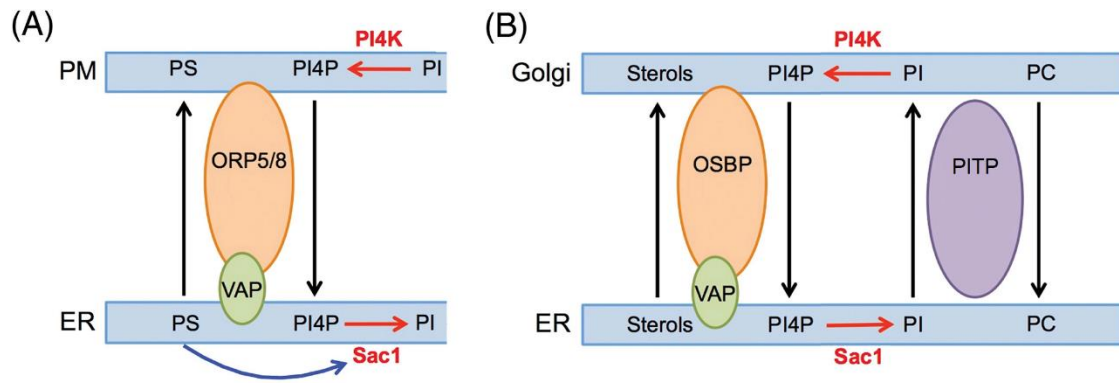 (A)
PI4K
PM PS PI4P PI
ORP5/8
VAP
ER PS PI4P PI
Sac1
(B)
PI4K
Golgi Sterols PI4P PI PC
OSBP PITP
VAP
ER Sterols PI4P PI PC
Sac1